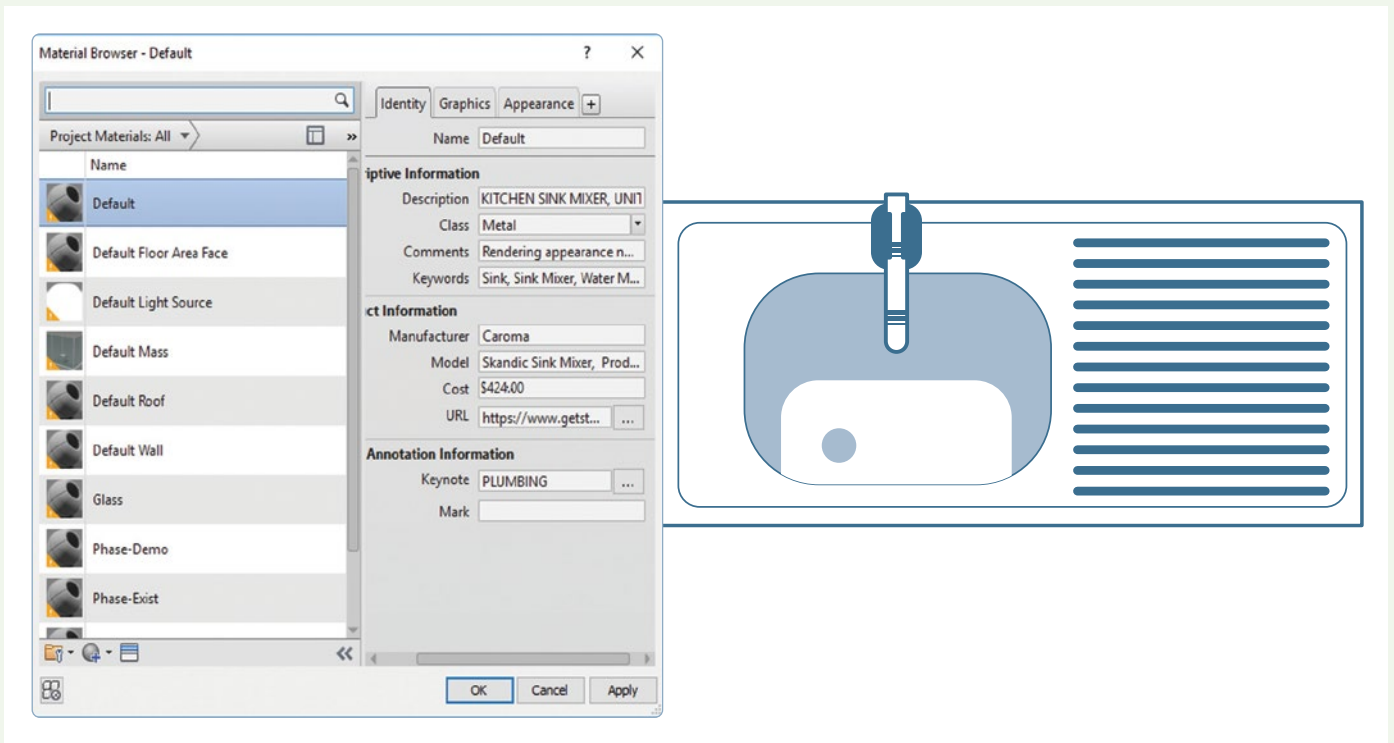 Material Browser - Default
?
Project Materials: All
»
Name
Default
Default Floor Area Face
Default Light Source
Default Mass
Default Roof
Default Wall
Glass
Phase-Demo
Phase-Exist
Identity Graphics Appearance +
Name Default
iptive Information
Description KITCHEN SINK MIXER, UNIT
Class Metal
Comments Rendering appearance n...
Keywords Sink, Sink Mixer, Water M...
ct Information
Manufacturer Caroma
Model Skandic Sink Mixer, Prod...
Cost $424.00
URL https://www.getst... ...
Annotation Information
Keynote PLUMBING ...
Mark
OK Cancel Apply